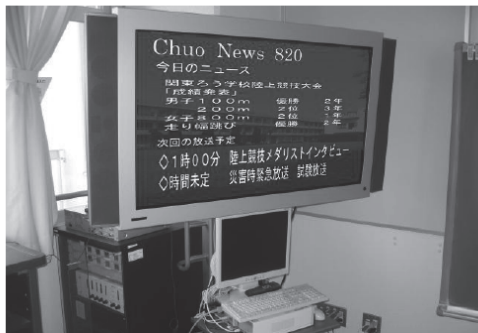 Chuo News 820
今日のニュース
関東ろう学校陸上競技大会
「成績発表」
男子100m 優勝 2年
200m 2位 3年
女子800m 2位 1年
走り幅跳び 優勝 2年
次回の放送予定
◇1時00分 陸上競技メダリストインタビュー
◇時間未定 災害時緊急放送 試験放送